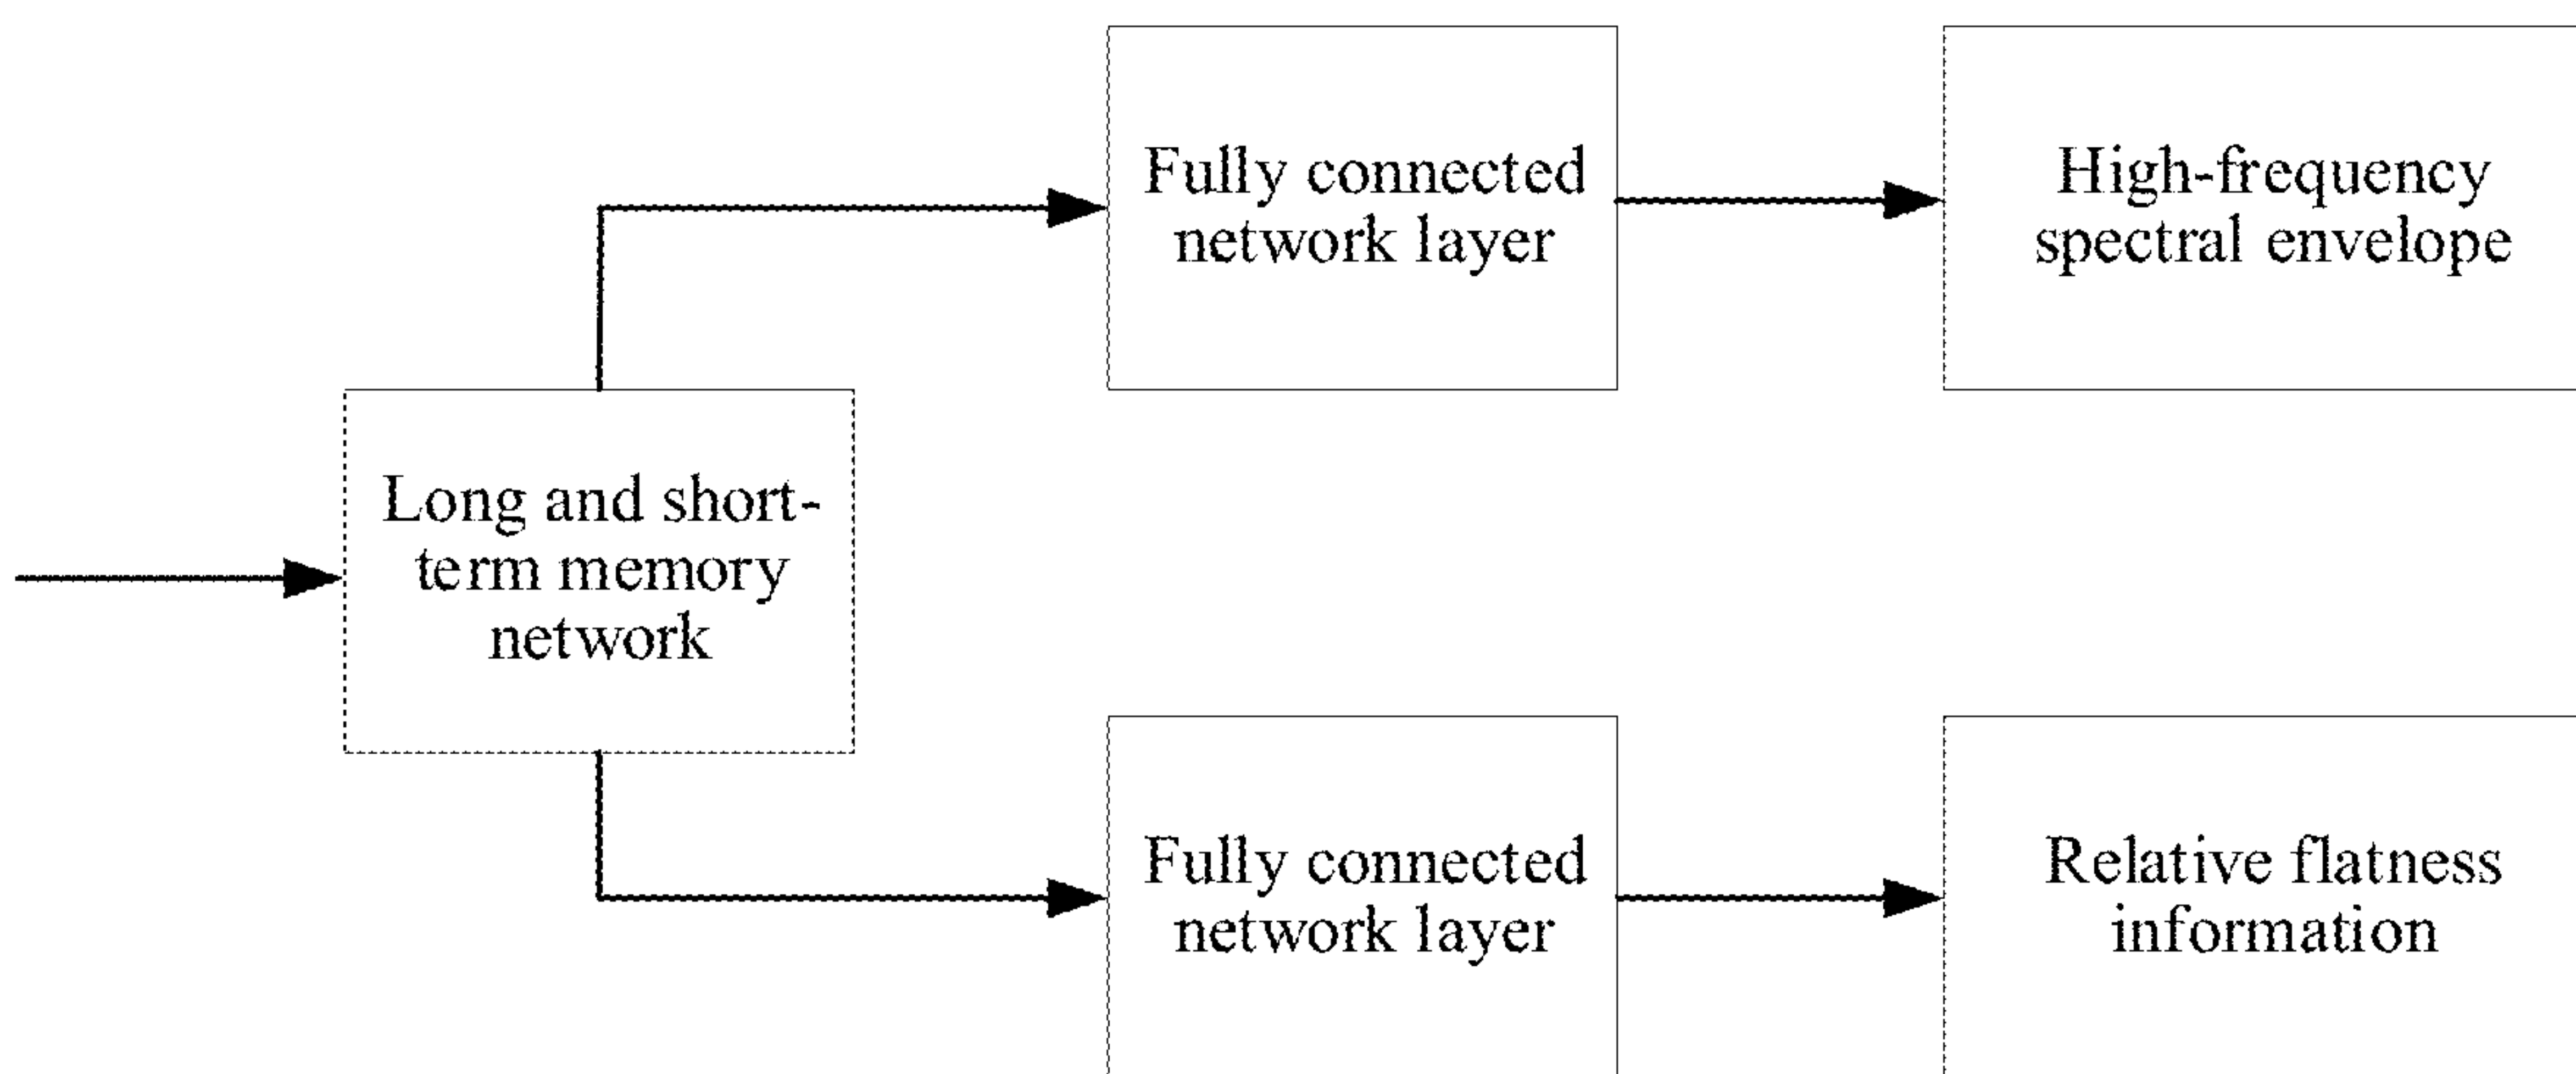 Fully connected
network layer
High-frequency
spectral envelope
Long and short-
term memory
network
Fully connected
network layer
Relative flatness
information